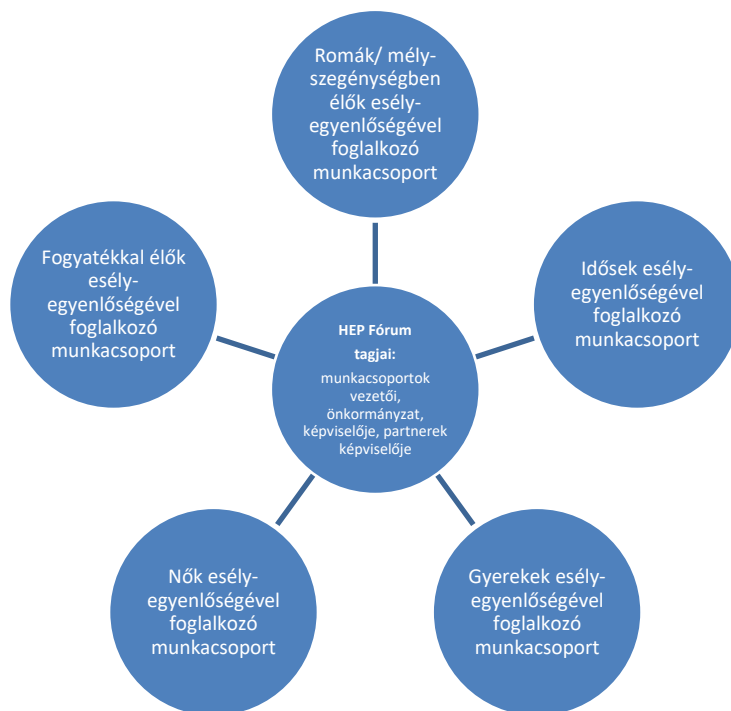 Romák/ mély-
szegénységben
élők esély-
egyenlőségével
foglalkozó
munkacsoport
Fogyatékkal élők
esély-
egyenlőségével
foglalkozó
munkacsoport
Idősek esély-
egyenlőségével
foglalkozó
munkacsoport
HEP Fórum
tagjai:
munkacsoportok
vezetői,
önkormányzat,
képviselője, partnerek
képviselője
Nők esély-
egyenlőségével
foglalkozó
munkacsoport
Gyerekek esély-
egyenlőségével
foglalkozó
munkacsoport